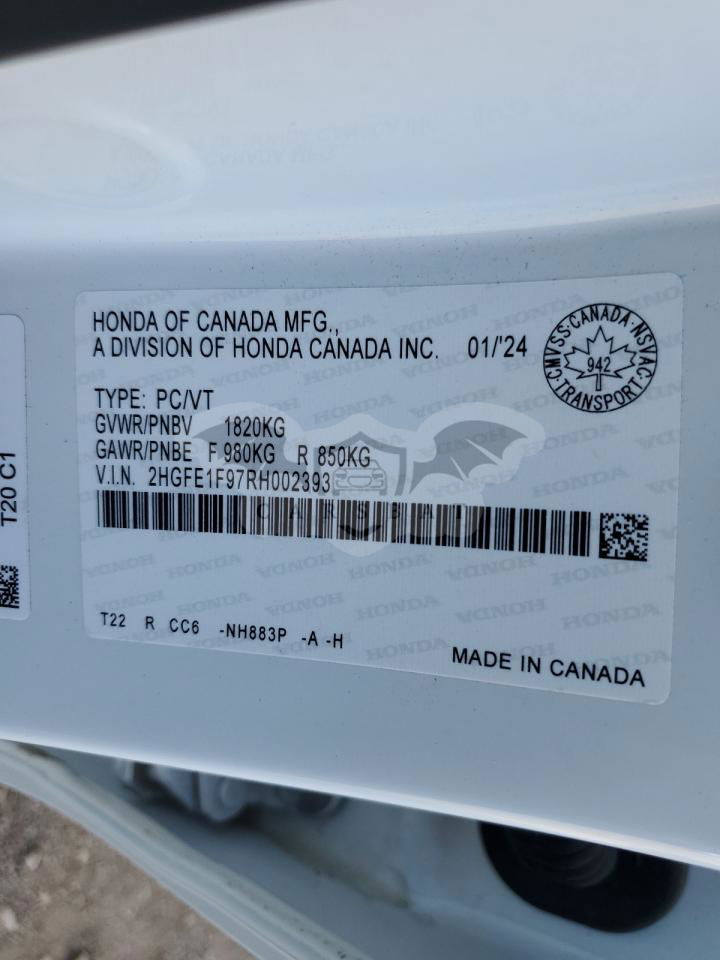 HONDA OF CANADA MFG.,
A DIVISION OF HONDA CANADA INC. 01/'24
CMVSS·CANADA·NSVAC
942
·TRANSPORT·
TYPE: PC/VT
GVWR/PNBV 1820KG
GAWR/PNBE F 980KG R 850KG
V.I.N. 2HGFE1F97RH002393
CARSBAT
T22 R CC6 -NH883P -A -H
MADE IN CANADA
T20 C1